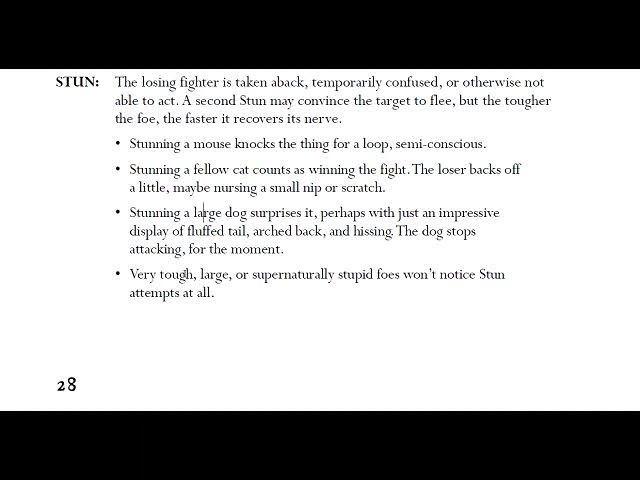 STUN: The losing fighter is taken aback, temporarily confused, or otherwise not
able to act. A second Stun may convince the target to flee, but the tougher
the foe, the faster it recovers its nerve.
• Stunning a mouse knocks the thing for a loop, semi-conscious.
• Stunning a fellow cat counts as winning the fight. The loser backs off
a little, maybe nursing a small nip or scratch.
• Stunning a large dog surprises it, perhaps with just an impressive
display of fluffed tail, arched back, and hissing. The dog stops
attacking, for the moment.
• Very tough, large, or supernaturally stupid foes won't notice Stun
attempts at all.
28